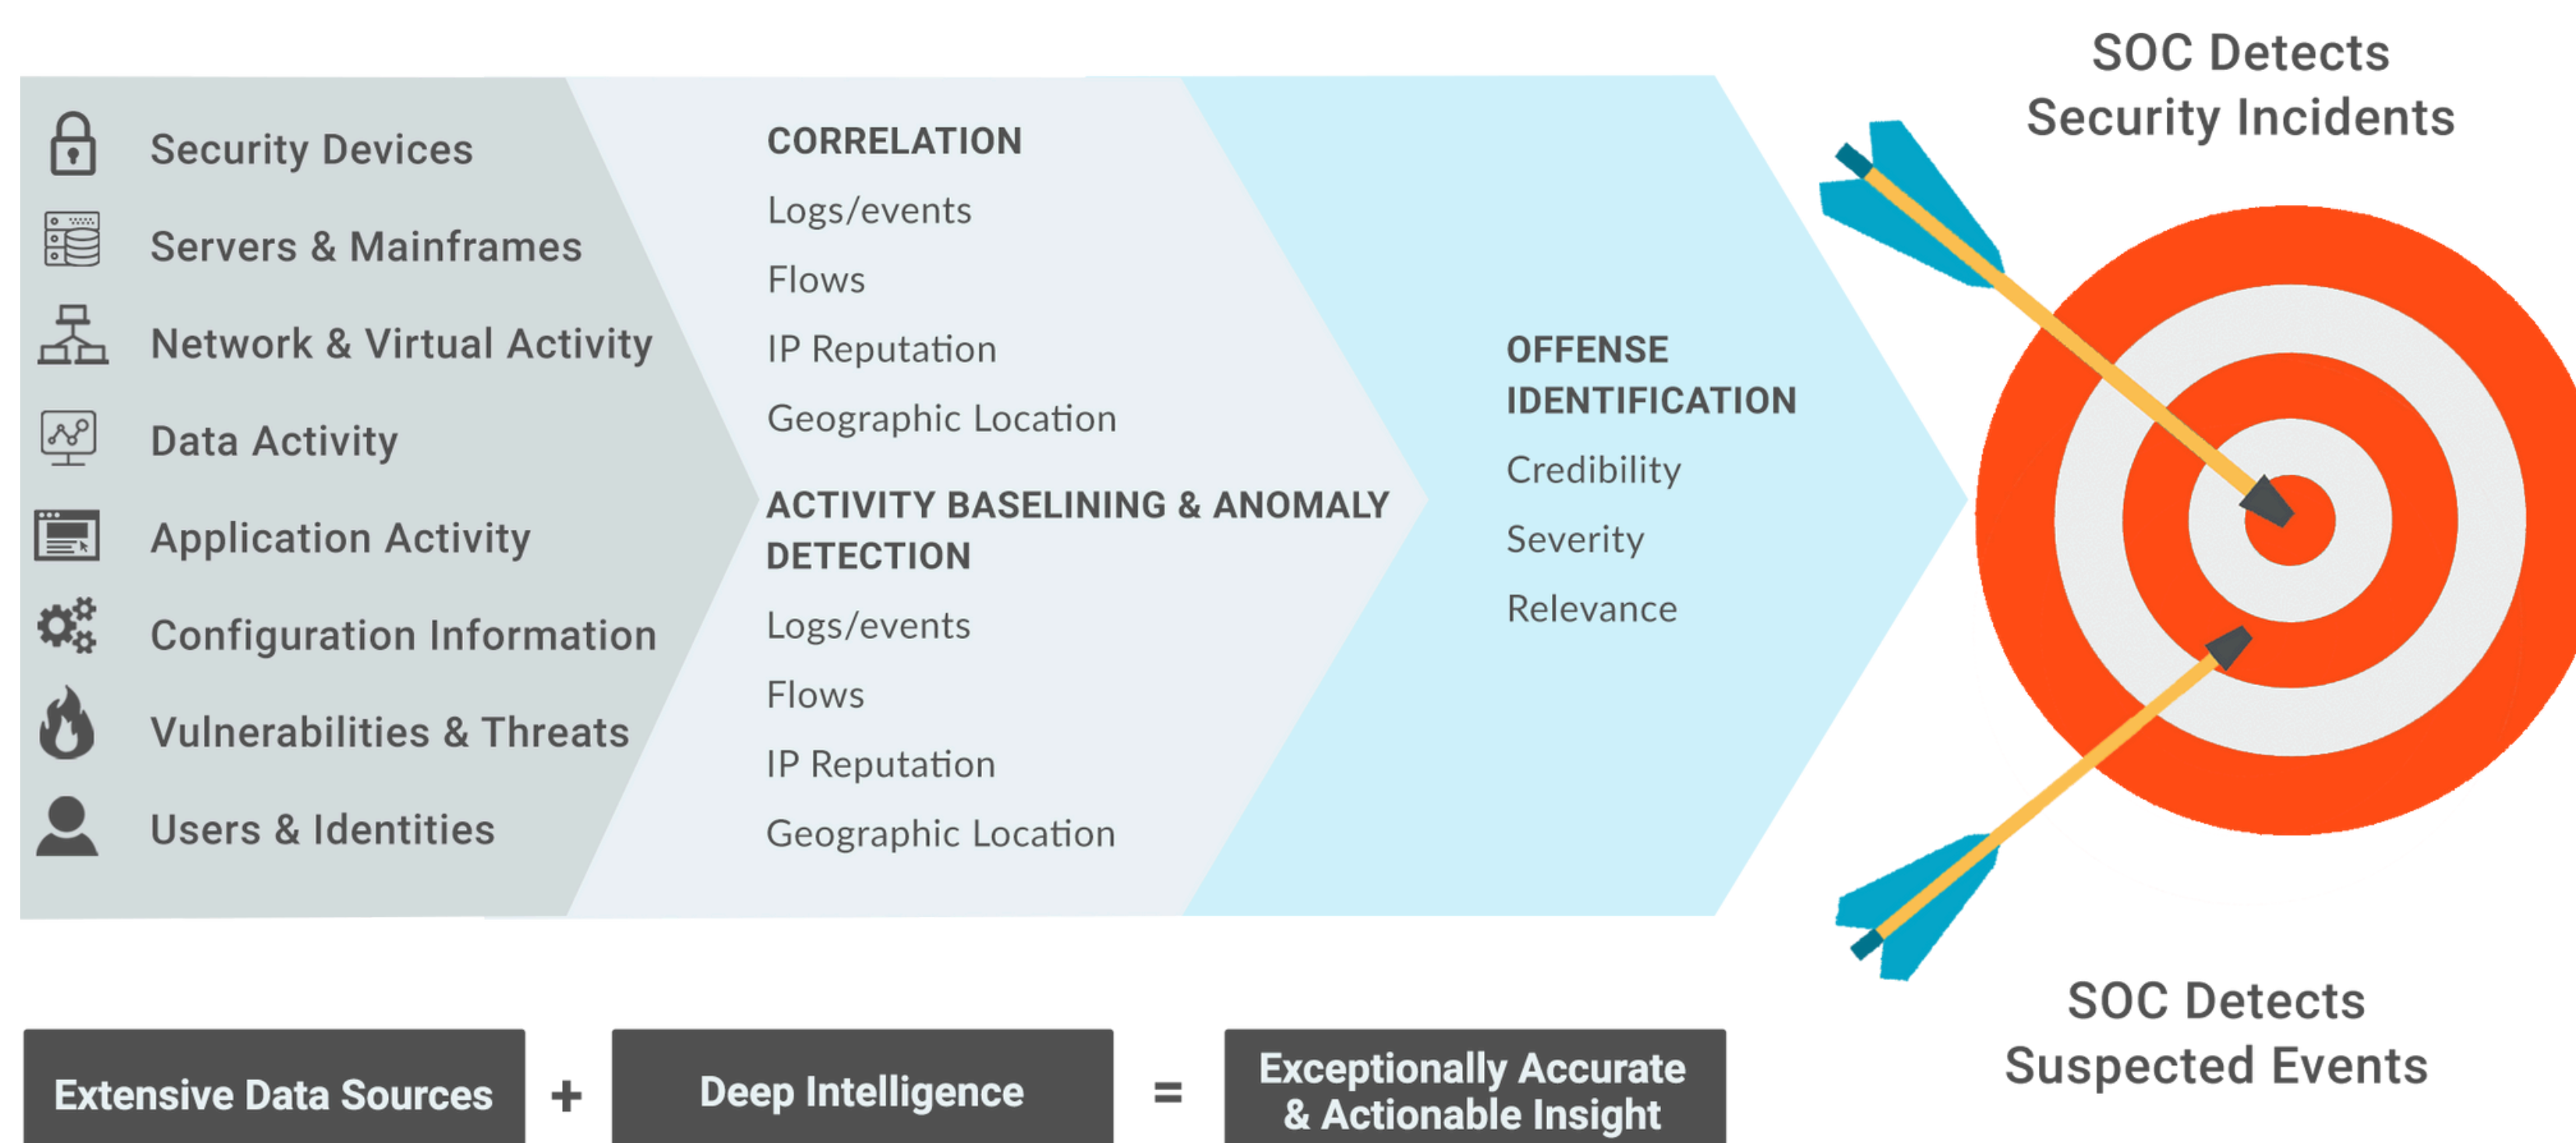 SOC Detects
Security Incidents
Security Devices
Servers & Mainframes
Network & Virtual Activity
Data Activity
Application Activity
Configuration Information
Vulnerabilities & Threats
Users & Identities
CORRELATION
Logs/events
Flows
IP Reputation
Geographic Location
ACTIVITY BASELINING & ANOMALY
DETECTION
Logs/events
Flows
IP Reputation
Geographic Location
OFFENSE
IDENTIFICATION
Credibility
Severity
Relevance
SOC Detects
Suspected Events
Extensive Data Sources
+
Deep Intelligence
=
Exceptionally Accurate
& Actionable Insight